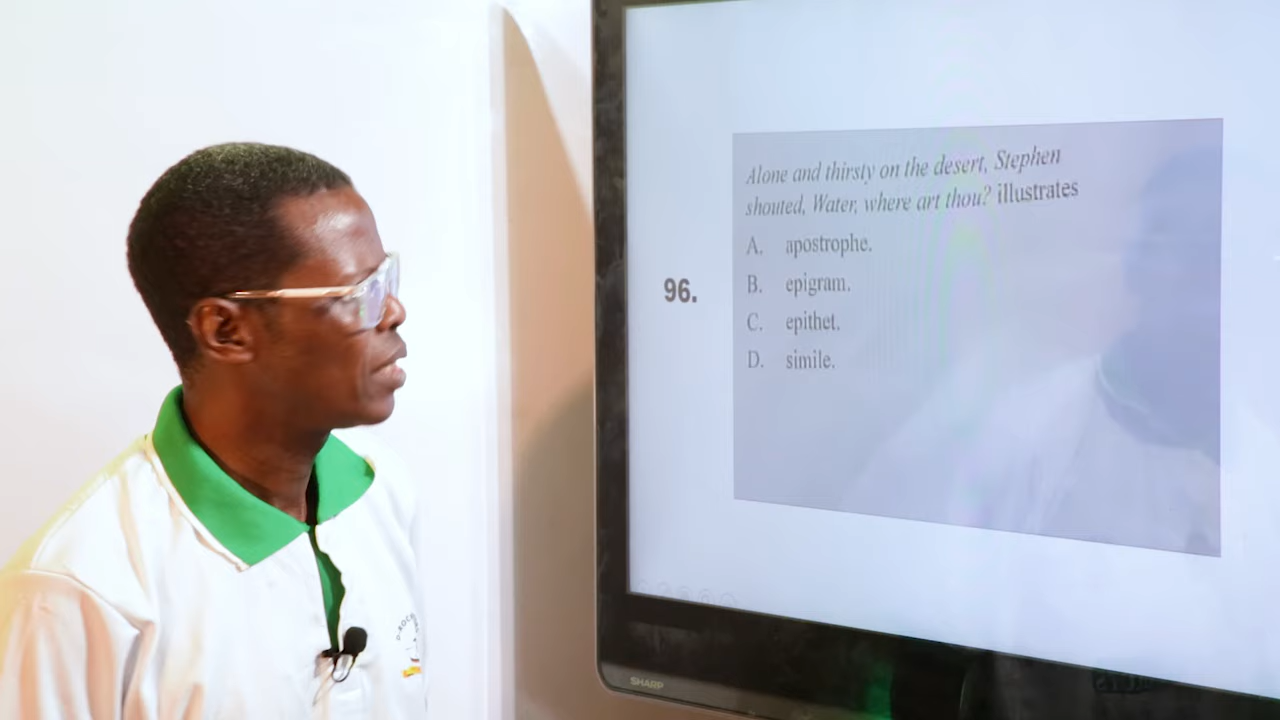 Alone and thirsty on the desert, Stephen
shouted, Water, where art thou? illustrates
96.
A. apostrophe.
B. epigram.
C. epithet.
D. simile.
SHARP